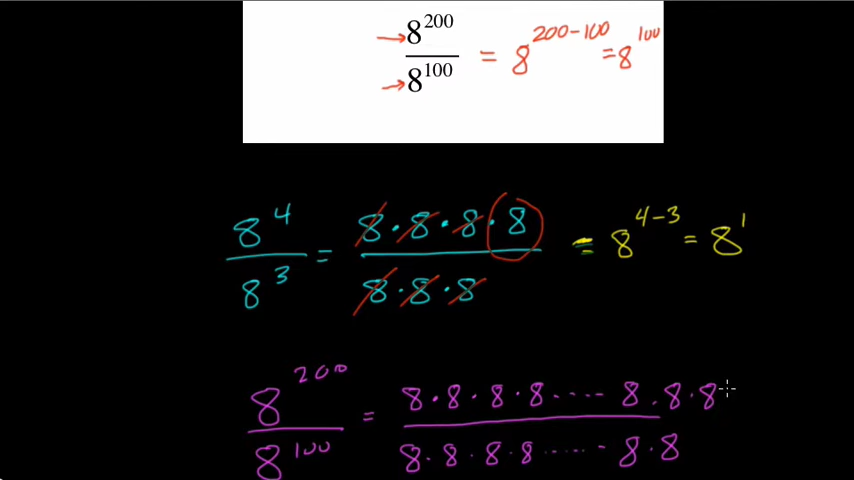 8^200 / 8^100 = 8^(200-100) = 8^100
8^4 / 8^3 = 8 · 8 · 8 · 8 / 8 · 8 · 8 = 8^(4-3) = 8^1
8^200 / 8^100 = 8 · 8 · 8 · 8 · ···· 8 · 8 · 8 / 8 · 8 · 8 · 8 ······ 8 · 8